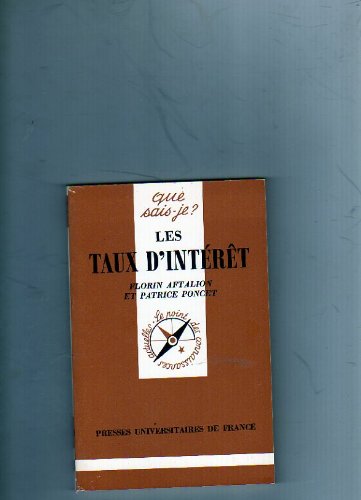 que
sais-je?
LES
TAUX D'INTÉRÊT
FLORIN AFTALION
ET PATRICE PONCET
Le point des connaissances actuelles
PRESSES UNIVERSITAIRES DE FRANCE